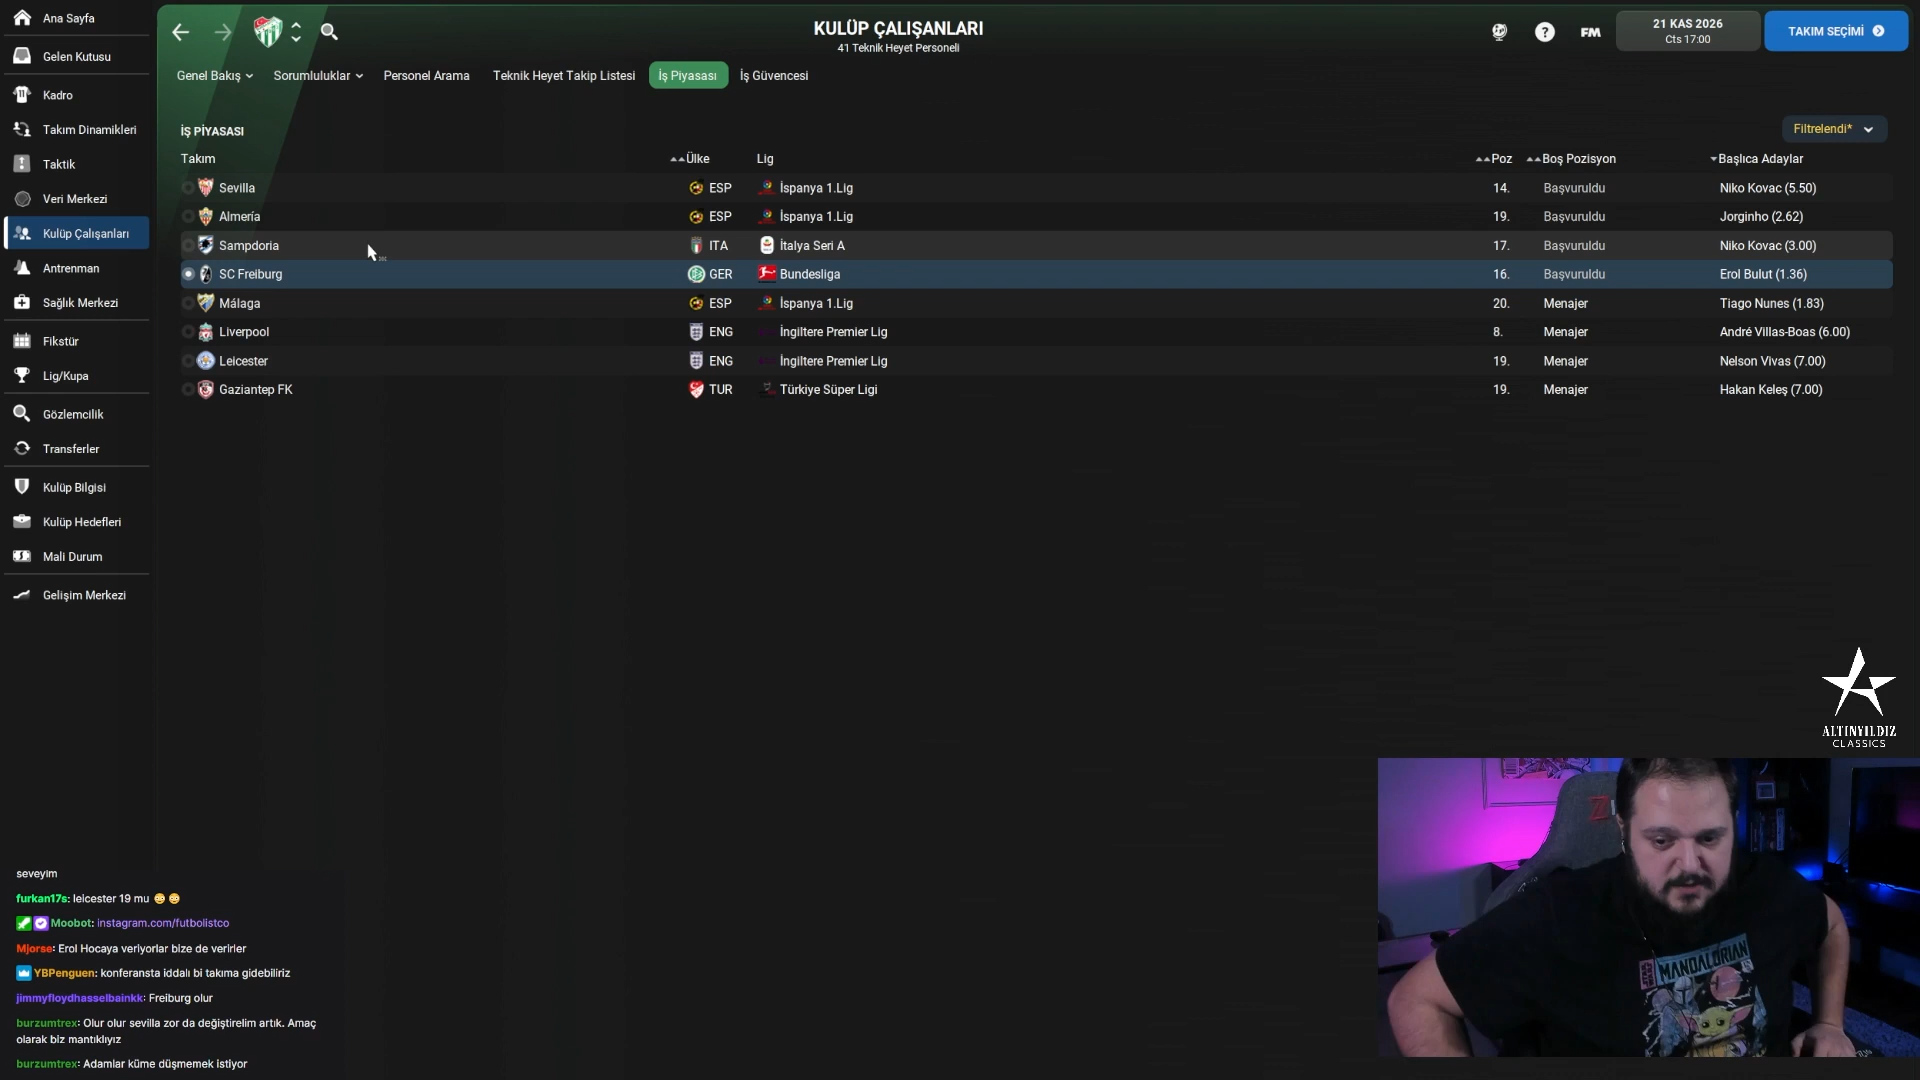 Ana Sayfa
Gelen Kutusu
Kadro
Takım Dinamikleri
Taktik
Veri Merkezi
Kulüp Çalışanları
Antrenman
Sağlık Merkezi
Fikstür
Lig/Kupa
Gözlemcilik
Transferler
Kulüp Bilgisi
Kulüp Hedefleri
Mali Durum
Gelişim Merkezi
KULÜP ÇALIŞANLARI
41 Teknik Heyet Personeli
FM
21 KAS 2026
Cts 17:00
TAKIM SEÇİMİ
Genel Bakış Sorumluluklar Personel Arama Teknik Heyet Takip Listesi İş Piyasası İş Güvencesi
İŞ PİYASASI
Filtrelendi*
Takım Ülke Lig Poz Boş Pozisyon Başlıca Adaylar
Sevilla ESP İspanya 1.Lig 14. Başvuruldu Niko Kovac (5.50)
Almería ESP İspanya 1.Lig 19. Başvuruldu Jorginho (2.62)
Sampdoria ITA İtalya Seri A 17. Başvuruldu Niko Kovac (3.00)
SC Freiburg GER Bundesliga 16. Başvuruldu Erol Bulut (1.36)
Málaga ESP İspanya 1.Lig 20. Menajer Tiago Nunes (1.83)
Liverpool ENG İngiltere Premier Lig 8. Menajer André Villas-Boas (6.00)
Leicester ENG İngiltere Premier Lig 19. Menajer Nelson Vivas (7.00)
Gaziantep FK TUR Türkiye Süper Ligi 19. Menajer Hakan Keleş (7.00)
ALTINYILDIZ
CLASSICS
MANDALORIAN
seveyim
furkan17s: leicester 19 mu 😳 😳
Moobot: instagram.com/futbolistco
Mjorse: Erol Hocaya veriyorlar bize de verirler
YBPenguen: konferansta iddalı bi takıma gidebiliriz
jimmyfloydhasselbainkk: Freiburg olur
burzumtrex: Olur olur sevilla zor da değiştirelim artık. Amaç
olarak biz mantıklıyız
burzumtrex: Adamlar küme düşmemek istiyor